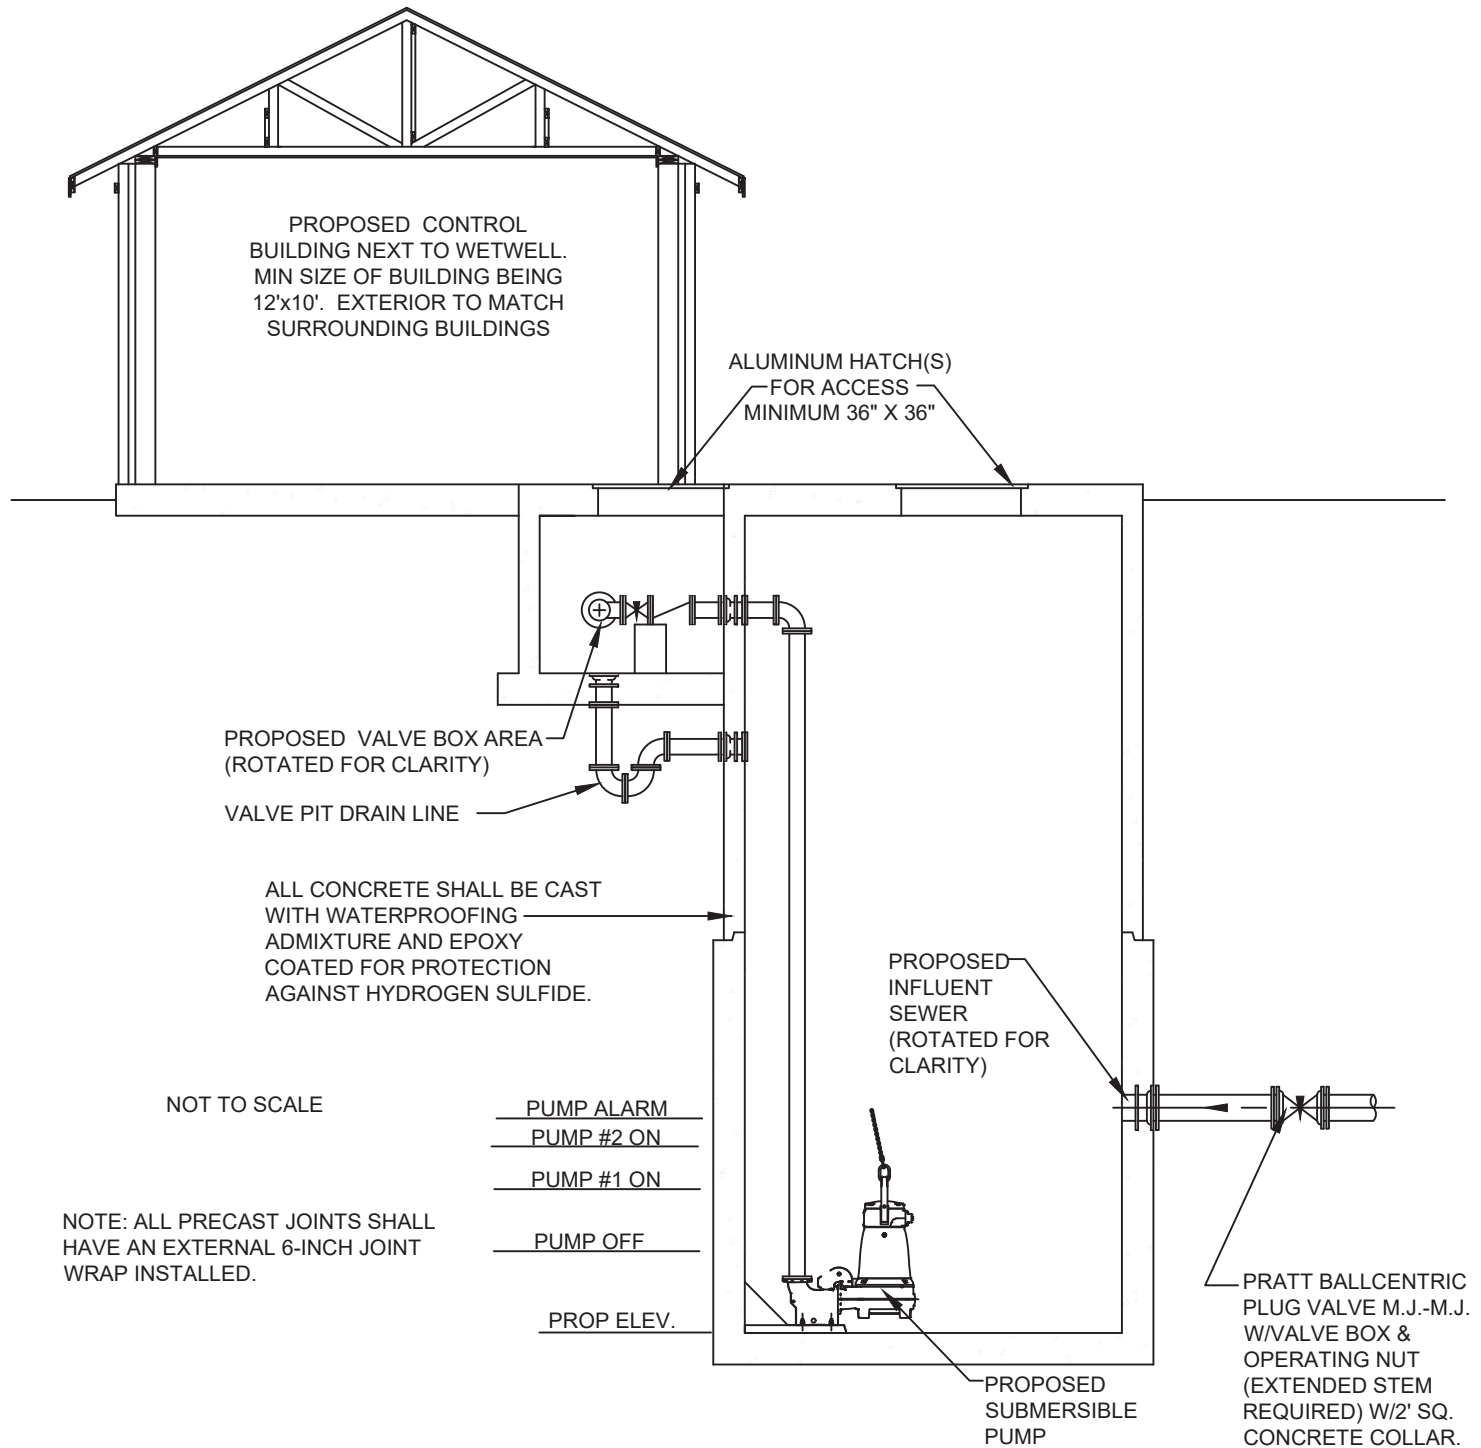 PROPOSED CONTROL
BUILDING NEXT TO WETWELL.
MIN SIZE OF BUILDING BEING
12'x10'. EXTERIOR TO MATCH
SURROUNDING BUILDINGS
ALUMINUM HATCH(S)
FOR ACCESS
MINIMUM 36" X 36"
PROPOSED VALVE BOX AREA
(ROTATED FOR CLARITY)
VALVE PIT DRAIN LINE
ALL CONCRETE SHALL BE CAST
WITH WATERPROOFING
ADMIXTURE AND EPOXY
COATED FOR PROTECTION
AGAINST HYDROGEN SULFIDE.
PROPOSED
INFLUENT
SEWER
(ROTATED FOR
CLARITY)
NOT TO SCALE
PUMP ALARM
PUMP #2 ON
PUMP #1 ON
PUMP OFF
PROP ELEV.
NOTE: ALL PRECAST JOINTS SHALL
HAVE AN EXTERNAL 6-INCH JOINT
WRAP INSTALLED.
PROPOSED
SUBMERSIBLE
PUMP
PRATT BALLCENTRIC
PLUG VALVE M.J.-M.J.
W/VALVE BOX &
OPERATING NUT
(EXTENDED STEM
REQUIRED) W/2' SQ.
CONCRETE COLLAR.